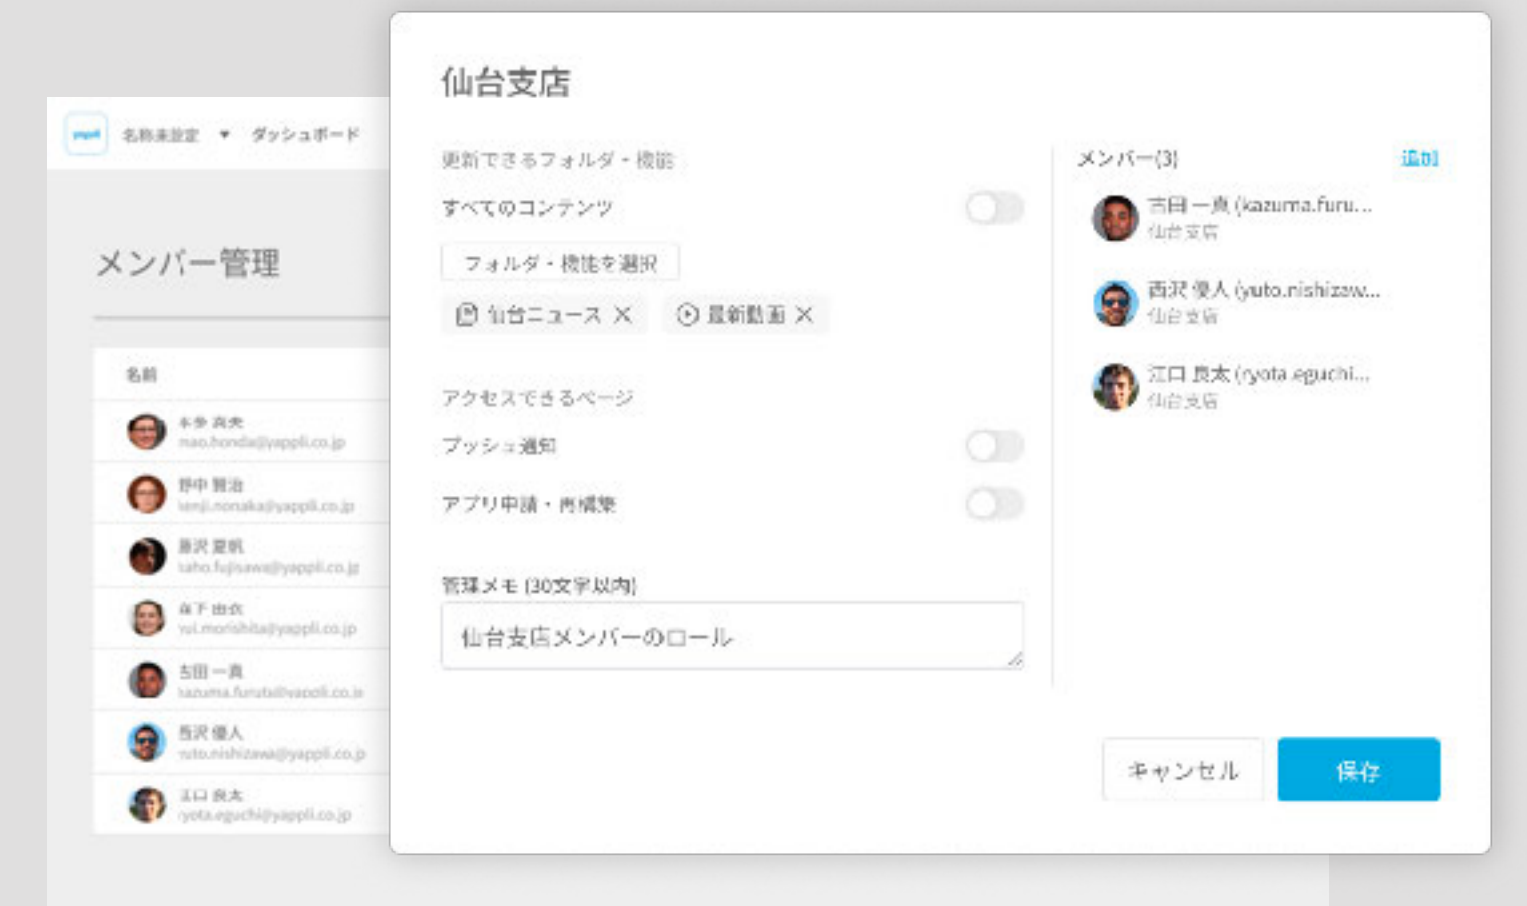 仙台支店
yappli 名称未設定 ▼ ダッシュボード
更新できるフォルダ・機能
すべてのコンテンツ
フォルダ・機能を選択
仙台ニュース ×
最新動画 ×
アクセスできるページ
プッシュ通知
アプリ申請・再構築
管理メモ (30文字以内)
仙台支店メンバーのロール
メンバー(3) 追加
古田 一真 (kazuma.furu...
仙台支店
西沢 優人 (yuto.nishizaw...
仙台支店
江口 良太 (ryota.eguchi...
仙台支店
キャンセル 保存
メンバー管理
名前
本多 真央
mao.honda@yappli.co.jp
野中 賢治
kenji.nonaka@yappli.co.jp
藤沢 夏帆
kaho.fujisawa@yappli.co.jp
森下 由衣
yui.morishita@yappli.co.jp
古田 一真
kazuma.furuta@yappli.co.jp
西沢 優人
yuto.nishizawa@yappli.co.jp
江口 良太
ryota.eguchi@yappli.co.jp